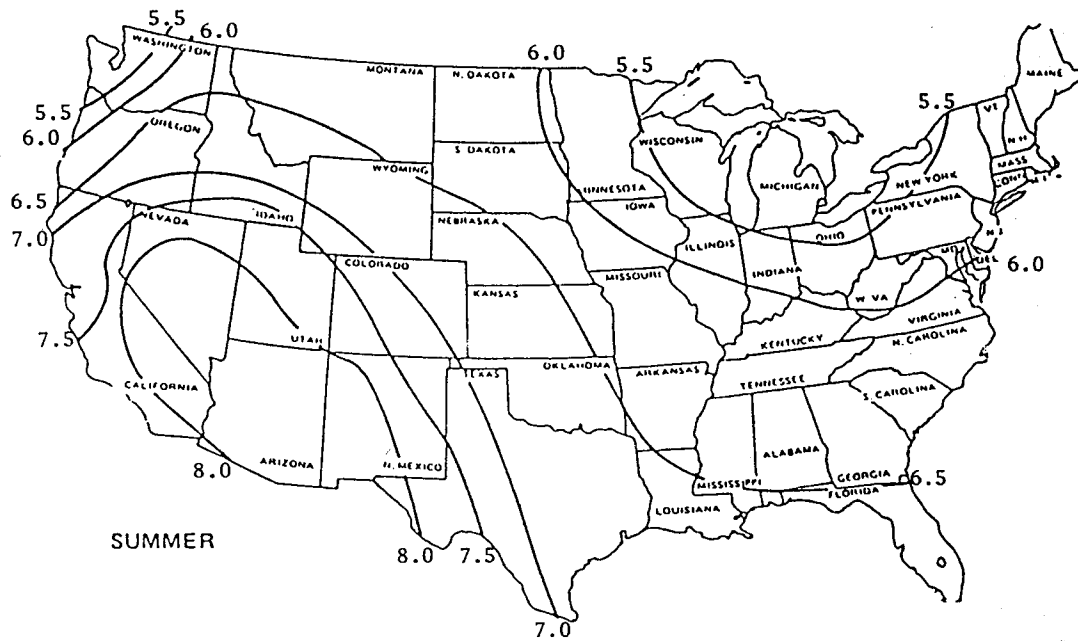 5.5
6.0
WASHINGTON
MONTANA
N. DAKOTA
6.0
5.5
MAINE
5.5
5.5
6.0
OREGON
VT
N H
WISCONSIN
S. DAKOTA
WYOMING
MASS
CONN
R.I.
MICHIGAN
NEW YORK
MINNESOTA
6.5
7.0
NEVADA
IDAHO
NEBRASKA
IOWA
PENNSYLVANIA
N J
ILLINOIS
OHIO
MD
DEL
6.0
COLORADO
MISSOURI
INDIANA
KANSAS
W VA
VIRGINIA
7.5
UTAH
KENTUCKY
N. CAROLINA
CALIFORNIA
TEXAS
OKLAHOMA
ARKANSAS
TENNESSEE
S. CAROLINA
8.0
ARIZONA
N. MEXICO
ALABAMA
MISSISSIPPI
GEORGIA
6.5
FLORIDA
LOUISIANA
SUMMER
8.0
7.5
7.0